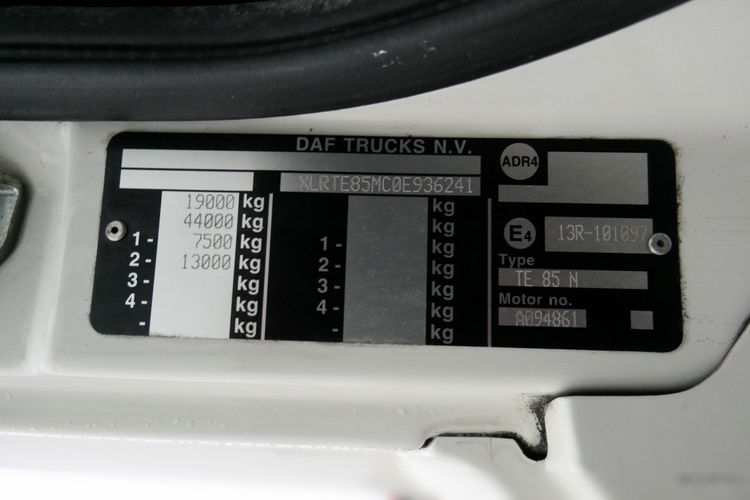 DAF TRUCKS N.V.
ADR4
XLRTE85MC0E936241
19000 kg kg
44000 kg kg
1- 7500 kg 1- kg
2- 13000 kg 2- kg
3- kg 3- kg
4- kg 4- kg
- kg - kg
E4 13R-101097
Type
TE 85 N
Motor no.
A094861